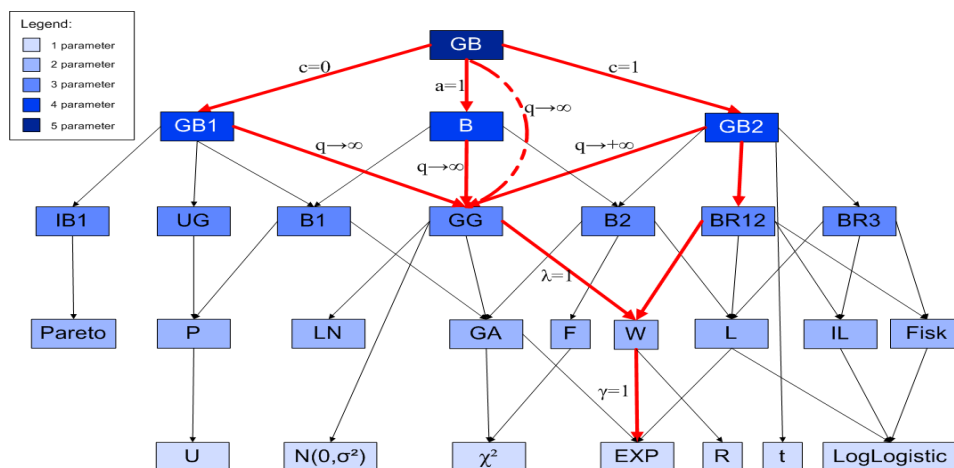 Legend:
1 parameter
2 parameter
3 parameter
4 parameter
5 parameter
GB
c=0
a=1
c=1
q→∞
GB1
B
GB2
q→∞
q→∞
q→+∞
IB1
UG
B1
GG
B2
BR12
BR3
λ=1
Pareto
P
LN
GA
F
W
L
IL
Fisk
γ=1
U
N(0,σ²)
χ²
EXP
R
t
LogLogistic